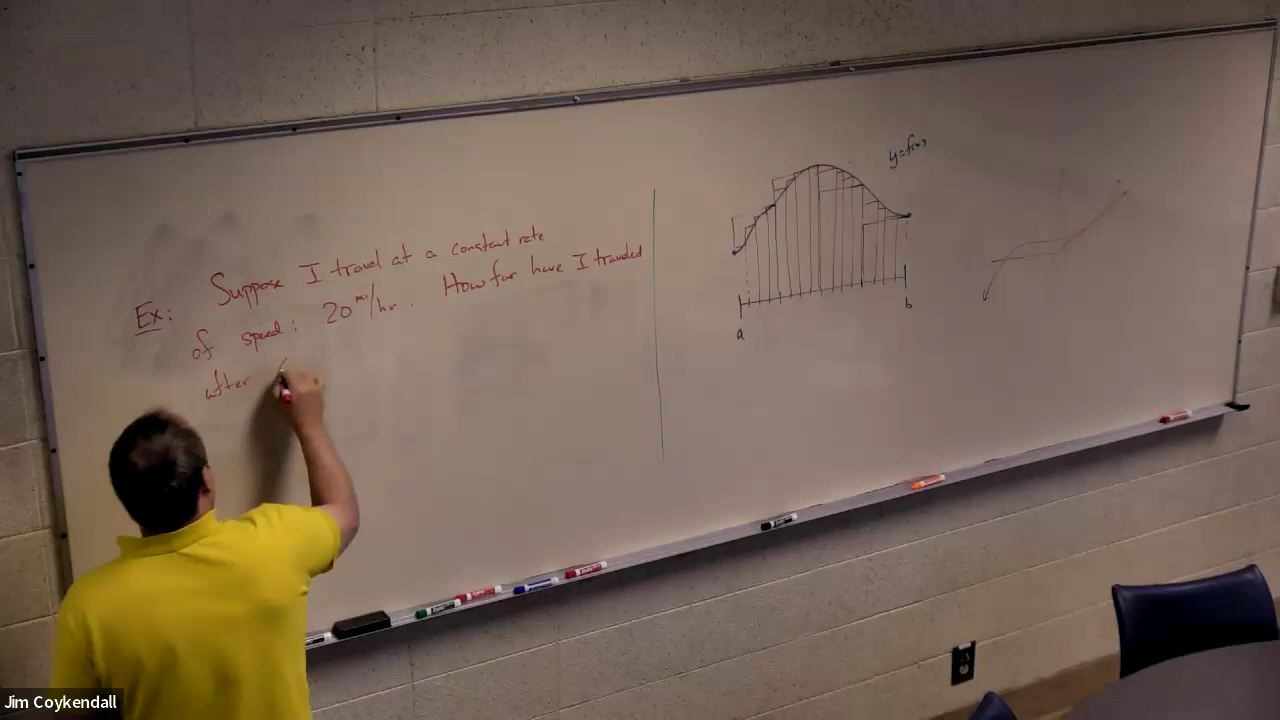 Ex: Suppose I travel at a constant rate
of speed: 20 mi/hr. How far have I traveled
after
y=f(x)
a
b
Jim Coykendall